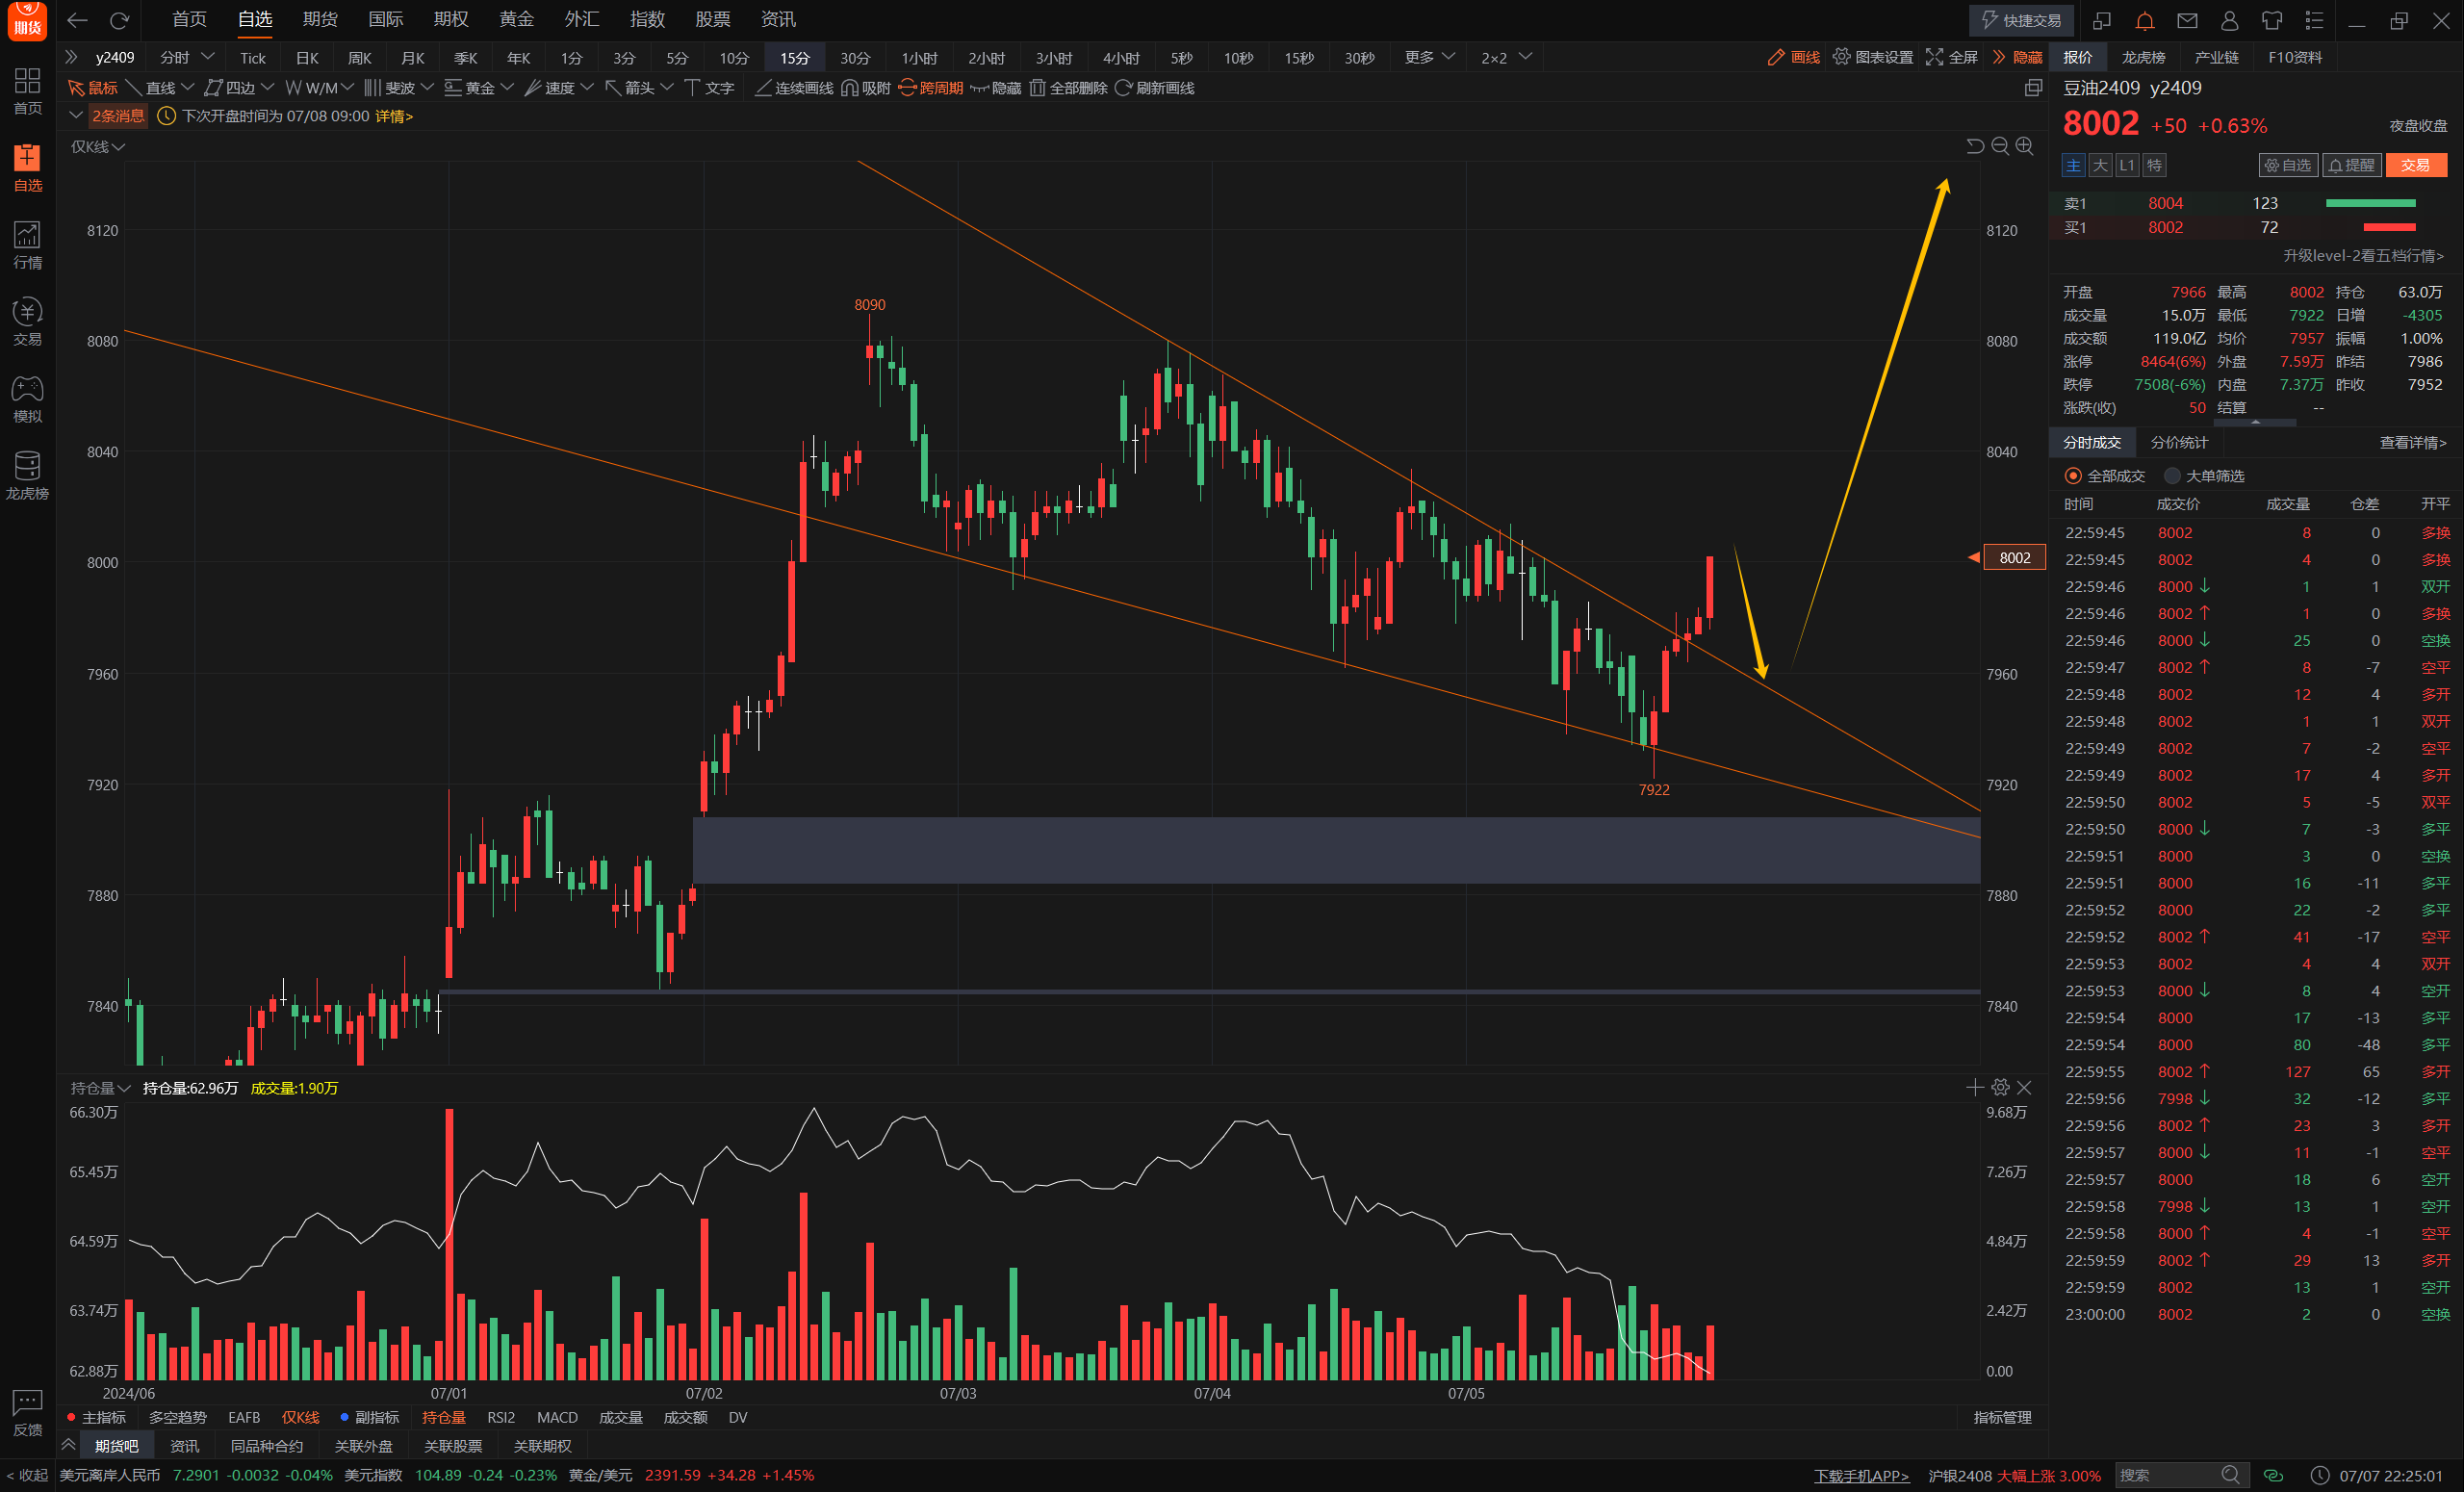 期货 首页 自选 期货 国际 期权 黄金 外汇 指数 股票 资讯 快捷交易
首页
自选
行情
交易
模拟
龙虎榜
反馈
< 收起
y2409 分时 Tick 日K 周K 月K 季K 年K 1分 3分 5分 10分 15分 30分 1小时 2小时 3小时 4小时 5秒 10秒 15秒 30秒 更多 2×2 画线 图表设置 全屏 隐藏
鼠标 直线 四边 W/M 斐波 黄金 速度 箭头 文字 连续画线 吸附 跨周期 隐藏 全部删除 刷新画线
2条消息 下次开盘时间为 07/08 09:00 详情>
仅K线
8120 8120
8090
8080 8080
8040 8040
8002
8000
7960 7960
7922
7920 7920
7880 7880
7840 7840
持仓量 持仓量:62.96万 成交量:1.90万
66.30万 9.68万
65.45万 7.26万
64.59万 4.84万
63.74万 2.42万
62.88万 0.00
2024/06 07/01 07/02 07/03 07/04 07/05
主指标 多空趋势 EAFB 仅K线 副指标 持仓量 RSI2 MACD 成交量 成交额 DV 指标管理
期货吧 资讯 同品种合约 关联外盘 关联股票 关联期权
报价 龙虎榜 产业链 F10资料
豆油2409 y2409
8002 +50 +0.63% 夜盘收盘
主 大 L1 特 自选 提醒 交易
卖1 8004 123
买1 8002 72
升级level-2看五档行情>
开盘 7966 最高 8002 持仓 63.0万
成交量 15.0万 最低 7922 日增 -4305
成交额 119.0亿 均价 7957 振幅 1.00%
涨停 8464(6%) 外盘 7.59万 昨结 7986
跌停 7508(-6%) 内盘 7.37万 昨收 7952
涨跌(收) 50 结算 --
分时成交 分价统计 查看详情>
全部成交 大单筛选
时间 成交价 成交量 仓差 开平
22:59:45 8002 8 0 多换
22:59:45 8002 4 0 多换
22:59:46 8000↓ 1 1 双开
22:59:46 8002↑ 1 0 多换
22:59:46 8000↓ 25 0 空换
22:59:47 8002↑ 8 -7 空平
22:59:48 8002 12 4 多开
22:59:48 8002 1 1 双开
22:59:49 8002 7 -2 空平
22:59:49 8002 17 4 多开
22:59:50 8002 5 -5 双平
22:59:50 8000↓ 7 -3 多平
22:59:51 8000 3 0 空换
22:59:51 8000 16 -11 多平
22:59:52 8000 22 -2 多平
22:59:52 8002↑ 41 -17 空平
22:59:53 8002 4 4 双开
22:59:53 8000↓ 8 4 空开
22:59:54 8000 17 -13 多平
22:59:54 8000 80 -48 多平
22:59:55 8002↑ 127 65 多开
22:59:56 7998↓ 32 -12 多平
22:59:56 8002↑ 23 3 多开
22:59:57 8000↓ 11 -1 空平
22:59:57 8000 18 6 空开
22:59:58 7998↓ 13 1 空开
22:59:58 8000↑ 4 -1 空平
22:59:59 8002↑ 29 13 多开
22:59:59 8002 13 1 空开
23:00:00 8002 2 0 空换
美元离岸人民币 7.2901 -0.0032 -0.04% 美元指数 104.89 -0.24 -0.23% 黄金/美元 2391.59 +34.28 +1.45% 下载手机APP> 沪银2408 大幅上涨 3.00% 搜索 07/07 22:25:01